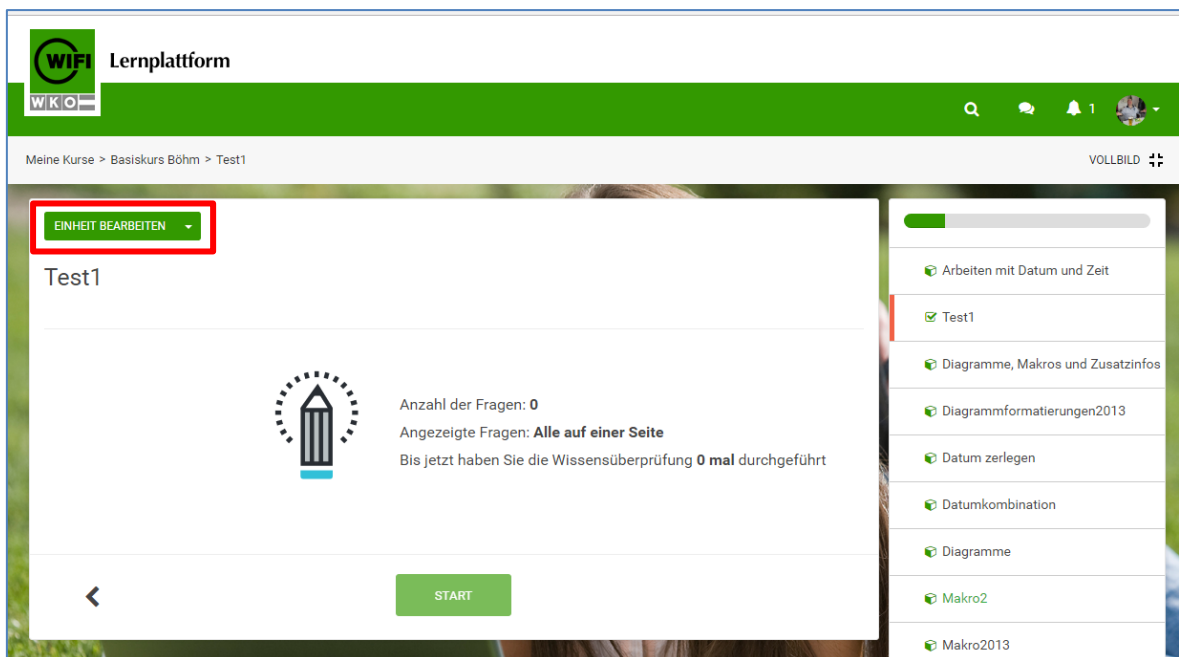 WIFI
Lernplattform
WKO
1
Meine Kurse > Basiskurs Böhm > Test1
VOLLBILD
EINHEIT BEARBEITEN
Test1
Anzahl der Fragen: 0
Angezeigte Fragen: Alle auf einer Seite
Bis jetzt haben Sie die Wissensüberprüfung 0 mal durchgeführt
START
Arbeiten mit Datum und Zeit
Test1
Diagramme, Makros und Zusatzinfos
Diagrammformatierungen2013
Datum zerlegen
Datumkombination
Diagramme
Makro2
Makro2013